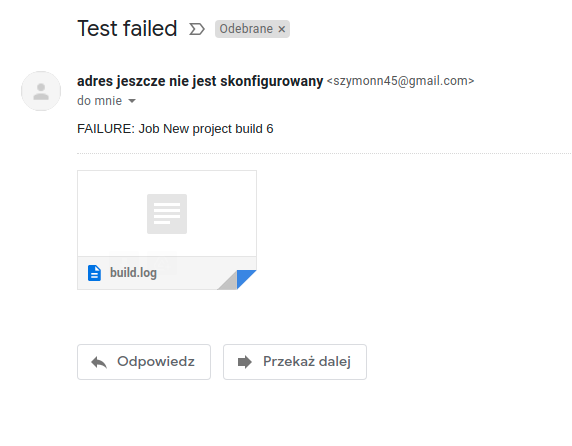 Test failed Odebrane ×
adres jeszcze nie jest skonfigurowany <szymonn45@gmail.com>
do mnie
FAILURE: Job New project build 6
build.log
Odpowiedz Przekaż dalej